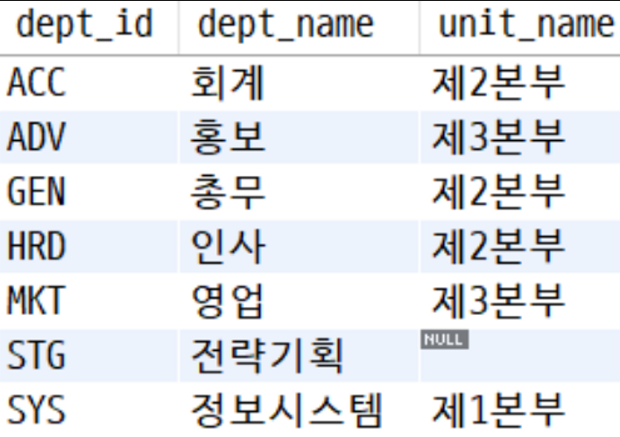 dept_id dept_name unit_name
ACC 회계 제2본부
ADV 홍보 제3본부
GEN 총무 제2본부
HRD 인사 제2본부
MKT 영업 제3본부
STG 전략기획 NULL
SYS 정보시스템 제1본부